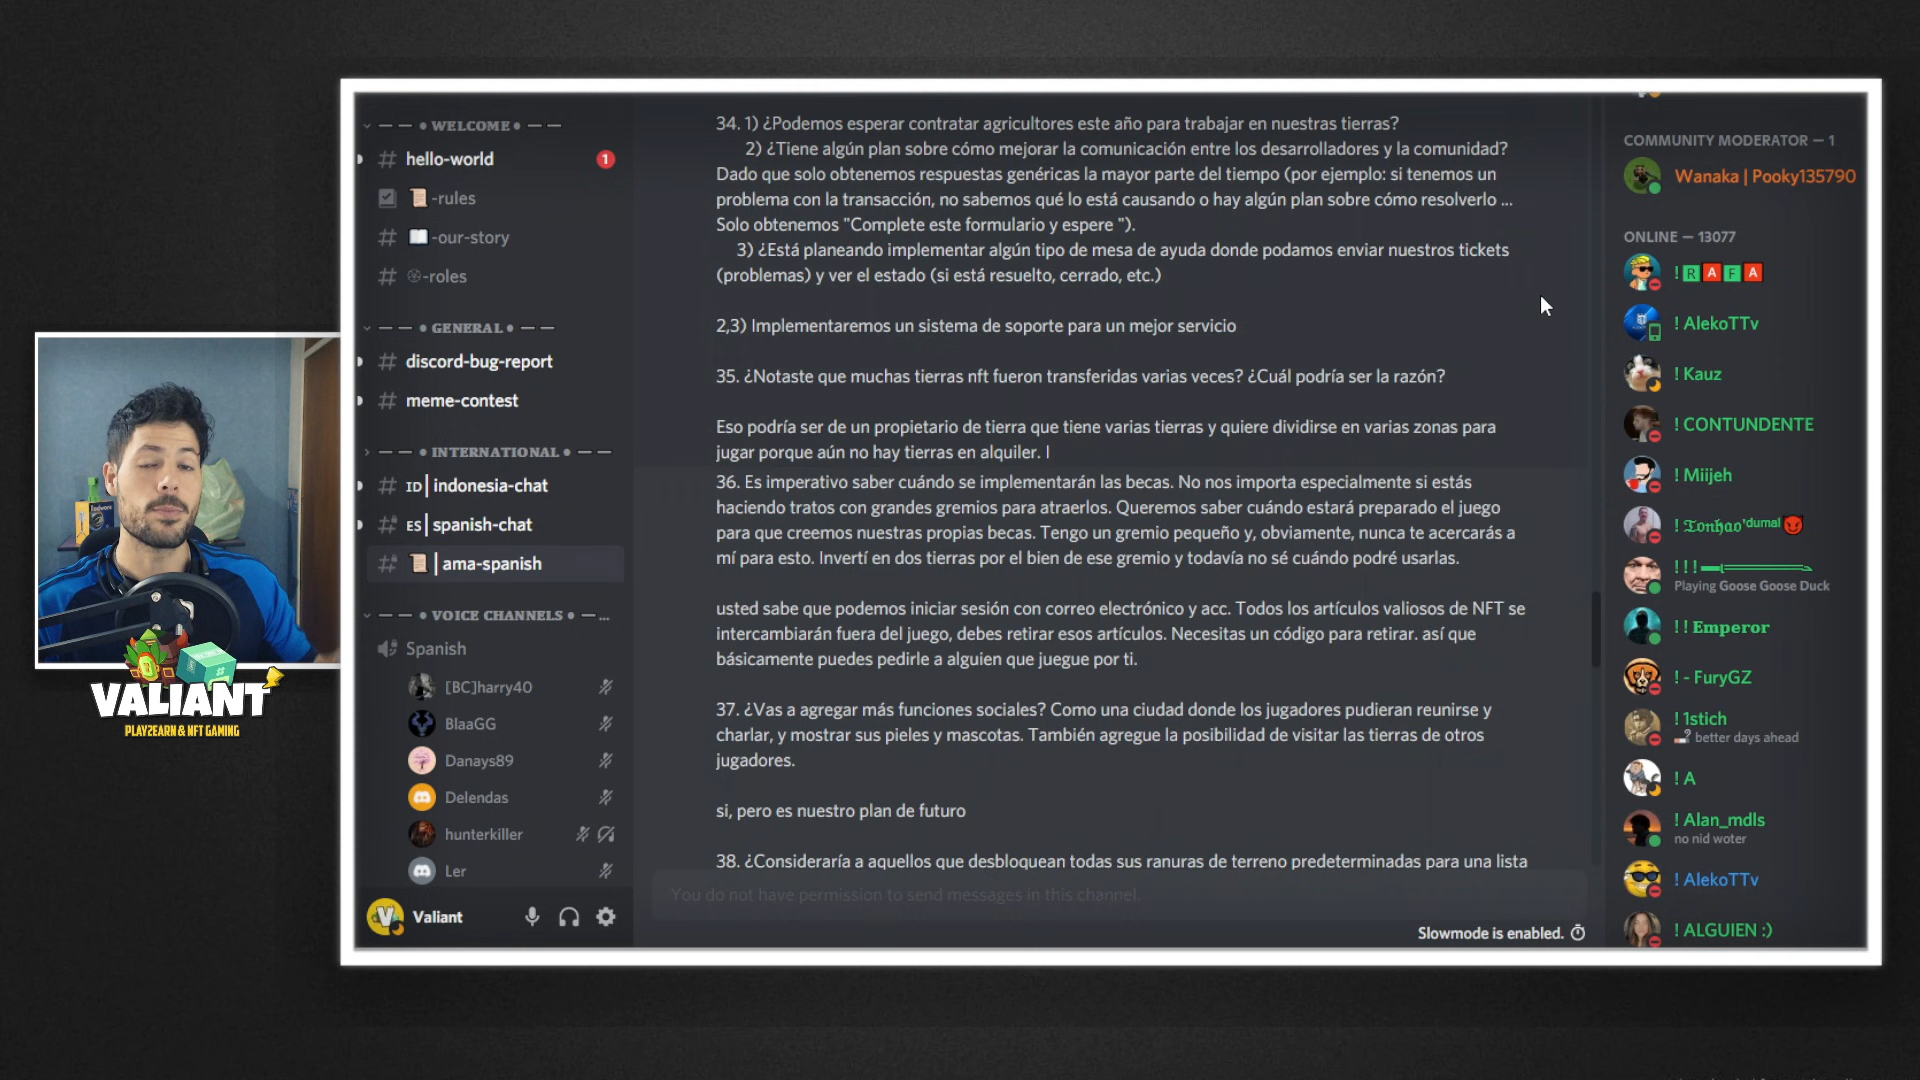 • WELCOME •
hello-world
1
-rules
-our-story
-roles
• GENERAL •
discord-bug-report
meme-contest
• INTERNATIONAL •
ID | indonesia-chat
ES | spanish-chat
| ama-spanish
• VOICE CHANNELS • — ...
Spanish
[BC]harry40
BlaaGG
Danays89
Delendas
hunterkiller
Ler
Valiant
34. 1) ¿Podemos esperar contratar agricultores este año para trabajar en nuestras tierras?
2) ¿Tiene algún plan sobre cómo mejorar la comunicación entre los desarrolladores y la comunidad?
Dado que solo obtenemos respuestas genéricas la mayor parte del tiempo (por ejemplo: si tenemos un
problema con la transacción, no sabemos qué lo está causando o hay algún plan sobre cómo resolverlo ...
Solo obtenemos "Complete este formulario y espere ").
3) ¿Está planeando implementar algún tipo de mesa de ayuda donde podamos enviar nuestros tickets
(problemas) y ver el estado (si está resuelto, cerrado, etc.)
2,3) Implementaremos un sistema de soporte para un mejor servicio
35. ¿Notaste que muchas tierras nft fueron transferidas varias veces? ¿Cuál podría ser la razón?
Eso podría ser de un propietario de tierra que tiene varias tierras y quiere dividirse en varias zonas para
jugar porque aún no hay tierras en alquiler. I
36. Es imperativo saber cuándo se implementarán las becas. No nos importa especialmente si estás
haciendo tratos con grandes gremios para atraerlos. Queremos saber cuándo estará preparado el juego
para que creemos nuestras propias becas. Tengo un gremio pequeño y, obviamente, nunca te acercarás a
mí para esto. Invertí en dos tierras por el bien de ese gremio y todavía no sé cuándo podré usarlas.
usted sabe que podemos iniciar sesión con correo electrónico y acc. Todos los artículos valiosos de NFT se
intercambiarán fuera del juego, debes retirar esos artículos. Necesitas un código para retirar. así que
básicamente puedes pedirle a alguien que juegue por ti.
37. ¿Vas a agregar más funciones sociales? Como una ciudad donde los jugadores pudieran reunirse y
charlar, y mostrar sus pieles y mascotas. También agregue la posibilidad de visitar las tierras de otros
jugadores.
si, pero es nuestro plan de futuro
38. ¿Consideraría a aquellos que desbloquean todas sus ranuras de terreno predeterminadas para una lista
You do not have permission to send messages in this channel.
Slowmode is enabled.
COMMUNITY MODERATOR — 1
Wanaka | Pooky135790
ONLINE — 13077
! R A F A
! AlekoTTv
! Kauz
! CONTUNDENTE
! Miijeh
! 𝕿𝖔𝖓𝖍𝖆𝖔'ᵈᵘᵐᵃˡ
! ! !
Playing Goose Goose Duck
! ! Emperor
! - FuryGZ
! 1stich
better days ahead
! A
! Alan_mdls
no nid woter
! AlekoTTv
! ALGUIEN :)
VALIANT
PLAY2EARN & NFT GAMING